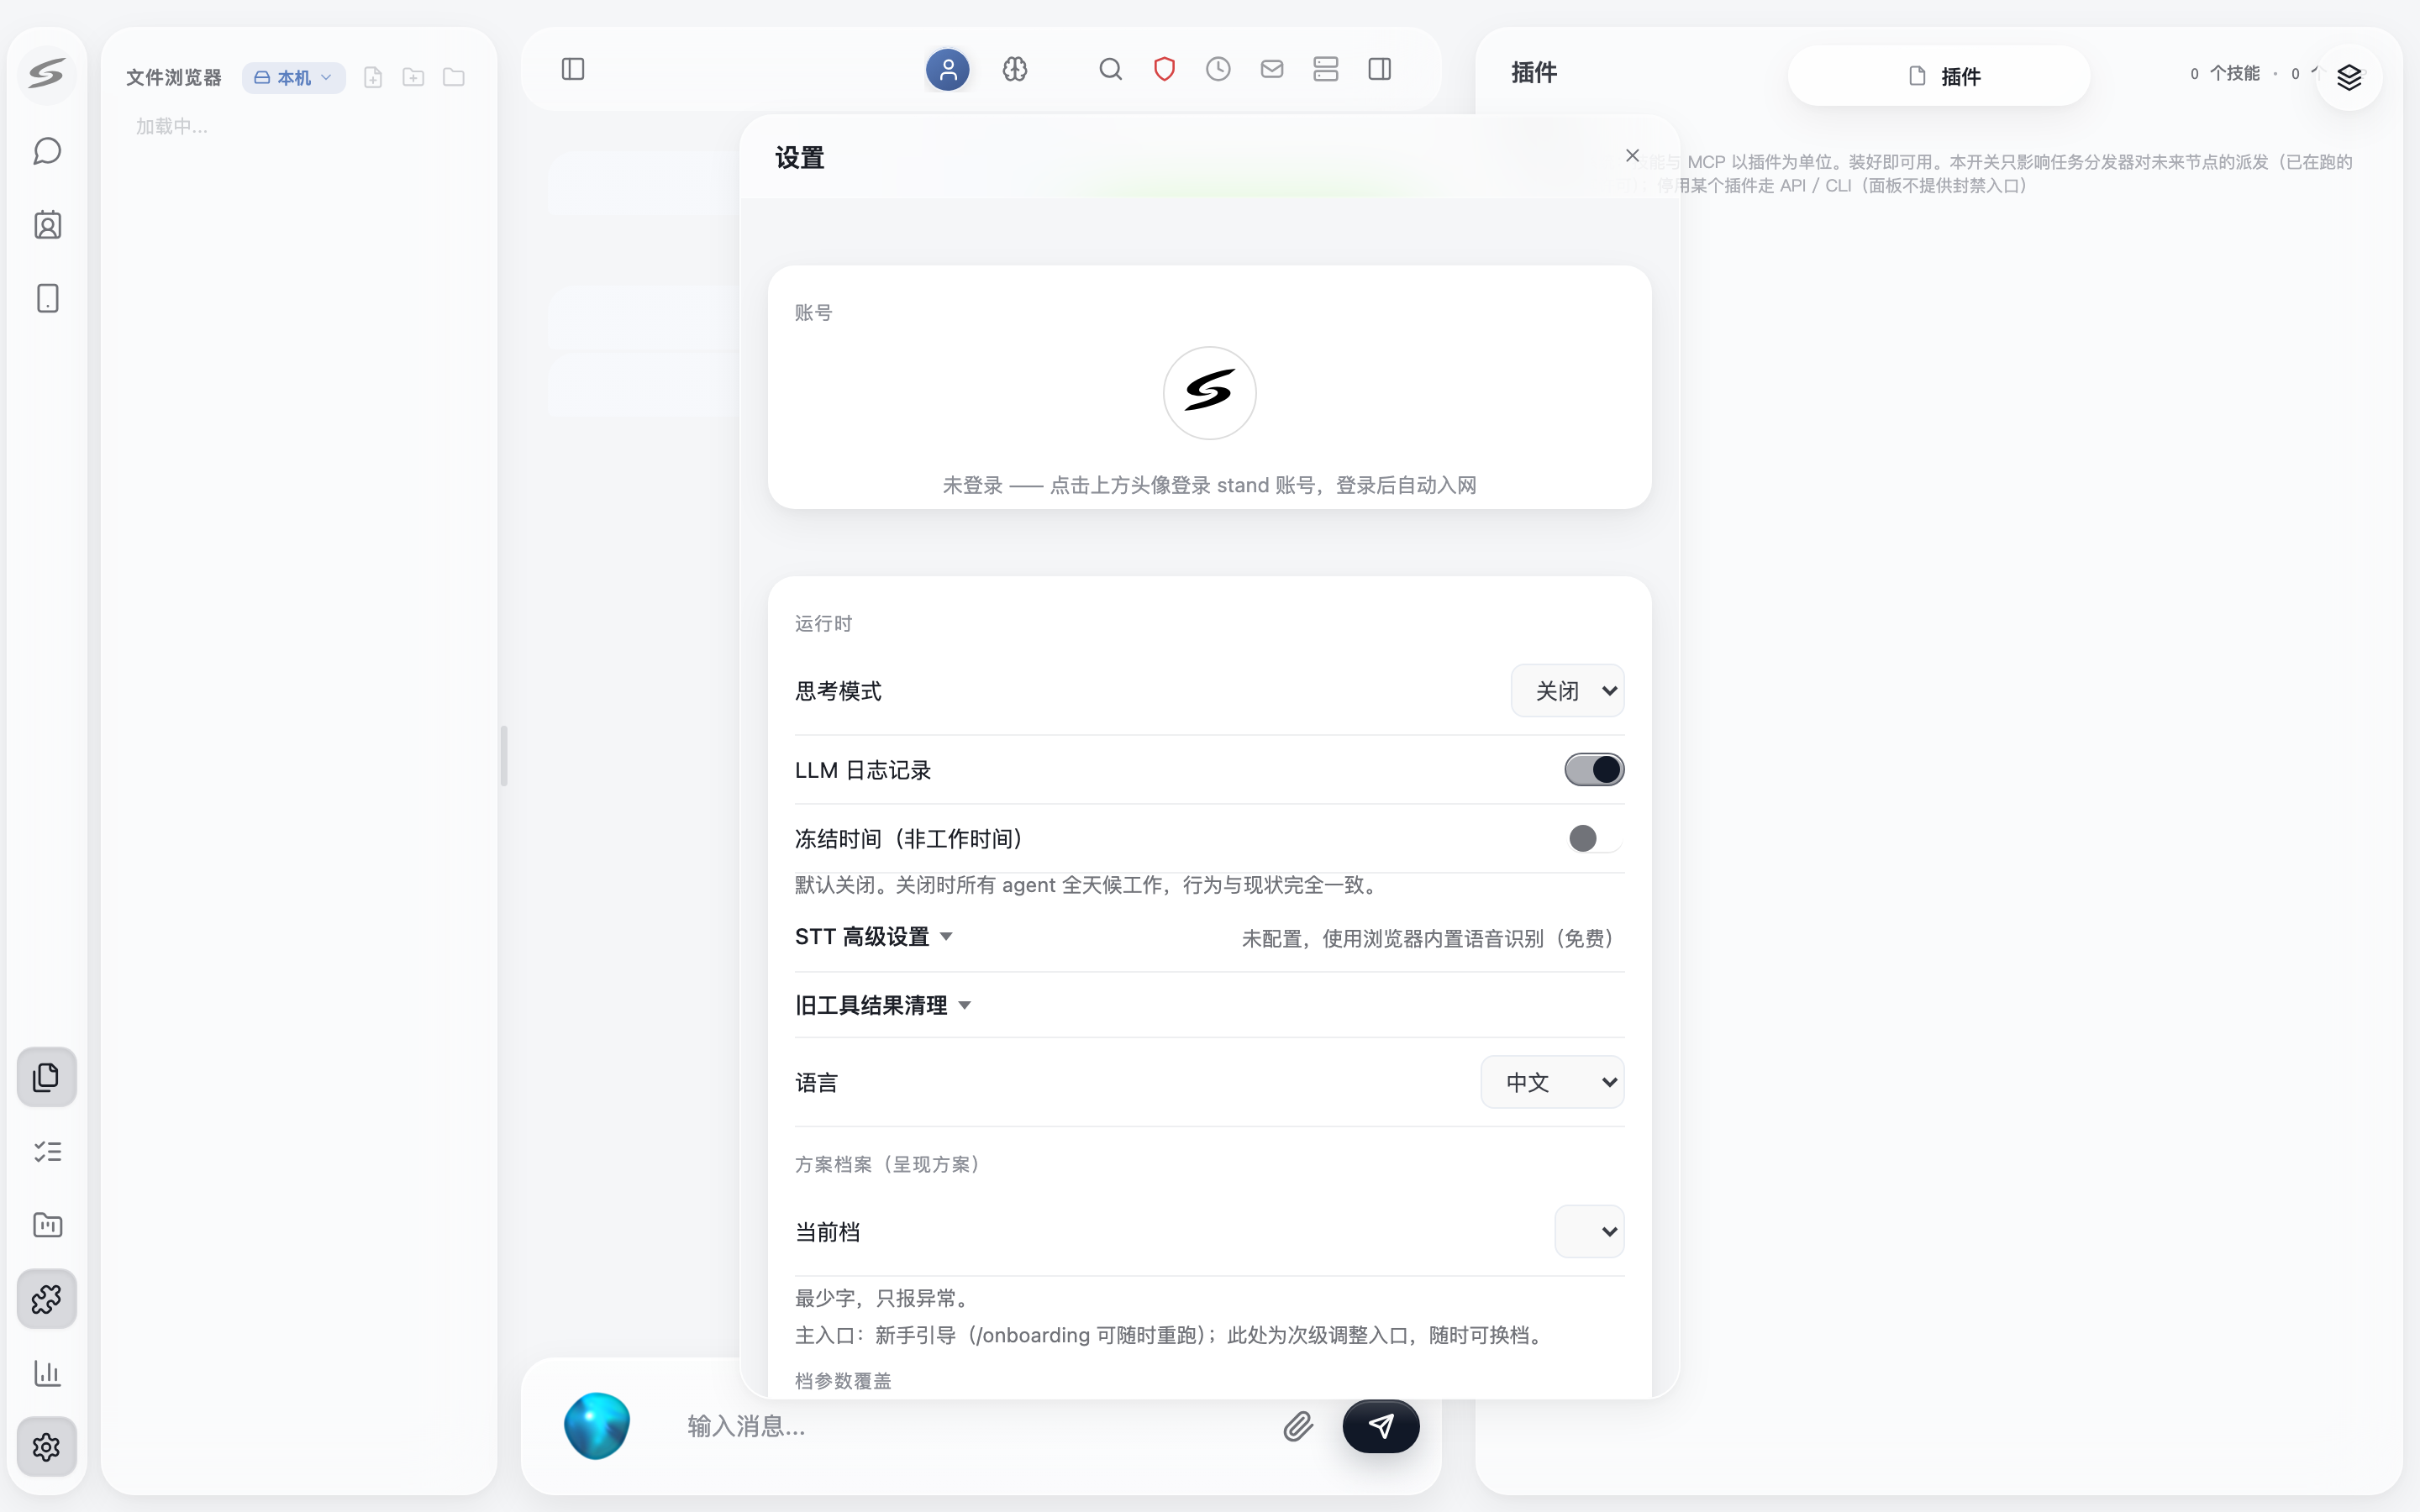 文件浏览器
本机
加载中...
插件
插件
0 个技能 · 0 个
能与 MCP 以插件为单位。装好即可用。本开关只影响任务分发器对未来节点的派发（已在跑的
停用某个插件走 API / CLI（面板不提供封禁入口）
设置
账号
未登录 —— 点击上方头像登录 stand 账号，登录后自动入网
运行时
思考模式
关闭
LLM 日志记录
冻结时间（非工作时间）
默认关闭。关闭时所有 agent 全天候工作，行为与现状完全一致。
STT 高级设置
未配置，使用浏览器内置语音识别（免费）
旧工具结果清理
语言
中文
方案档案（呈现方案）
当前档
最少字，只报异常。
主入口：新手引导（/onboarding 可随时重跑）；此处为次级调整入口，随时可换档。
档参数覆盖
输入消息...